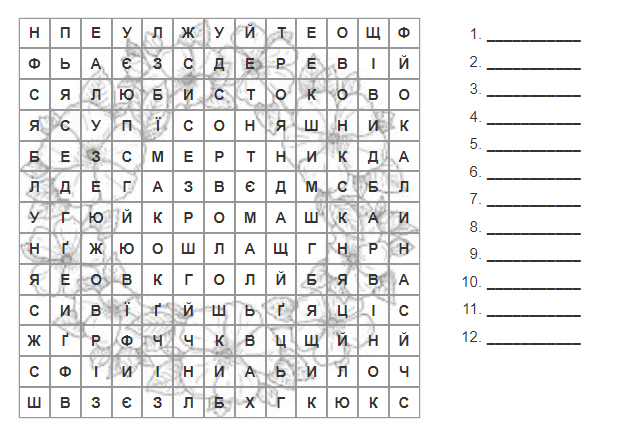 Н П Е У Л Ж У Й Т Е О Щ Ф
Ф Ь А Є З С Д Е Р Е В І Й
С Я Л Ю Б И С Т О К О В О
Я С У П Ї С О Н Я Ш Н И К
Б Е З С М Е Р Т Н И К Д А
Л Д Е Г А З В Є Д М С Б Л
У Г Ю Й К Р О М А Ш К А И
Н Ґ Ж Ю О Ш Л А Щ Г Н Р Н
Я Е О В К Г О Л Й Б Я В А
С И В Ї Ґ Й Ш Ь Ґ Я Ц І С
Ж Ґ Р Ф Ч Ч К В Ц Щ Й Н Й
С Ф І И І Н И А Ь И Л О Ч
Ш В З Є З Л Б Х Г К Ю К С
1. ___________
2. ___________
3. ___________
4. ___________
5. ___________
6. ___________
7. ___________
8. ___________
9. ___________
10. ___________
11. ___________
12. ___________